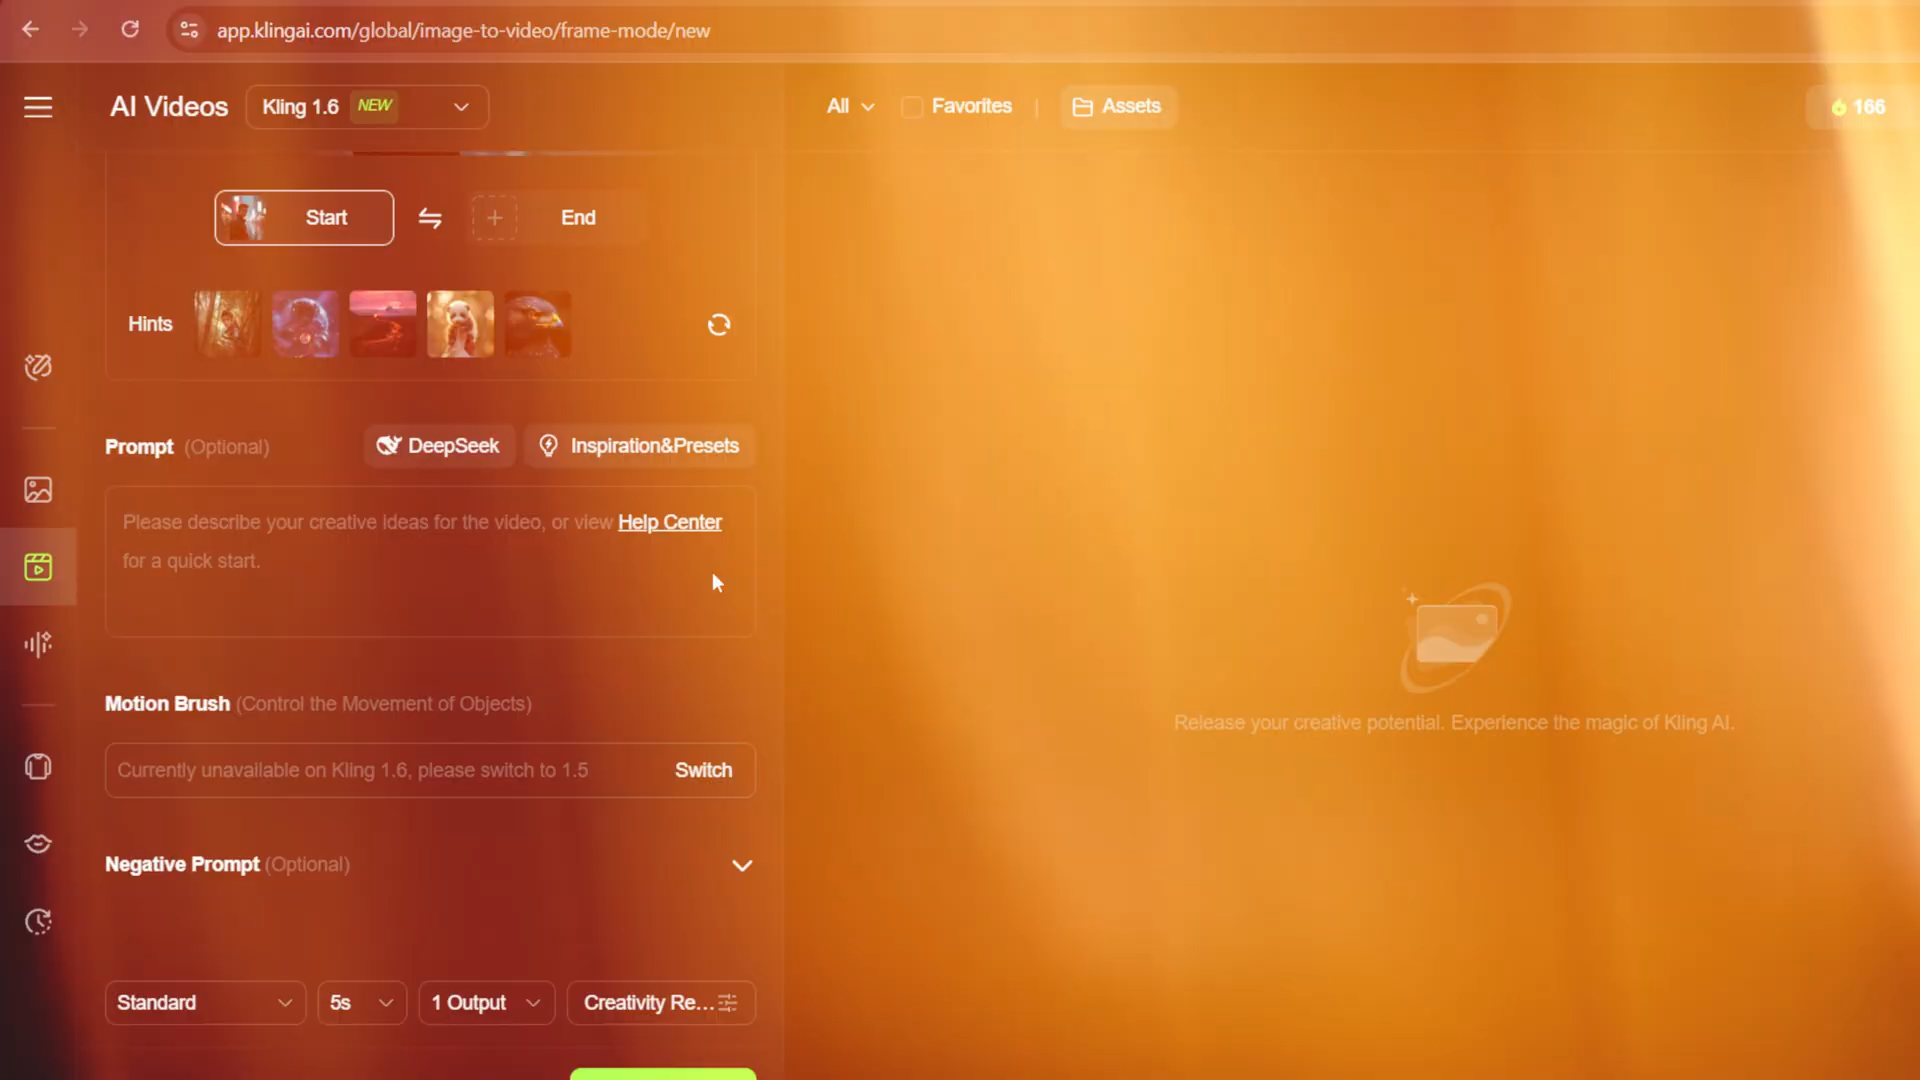 app.klingai.com/global/image-to-video/frame-mode/new
AI Videos
Kling 1.6 NEW
All
Favorites
Assets
166
Start
End
Hints
Prompt (Optional)
DeepSeek
Inspiration&Presets
Please describe your creative ideas for the video, or view Help Center
for a quick start.
Motion Brush (Control the Movement of Objects)
Currently unavailable on Kling 1.6, please switch to 1.5
Switch
Negative Prompt (Optional)
Release your creative potential. Experience the magic of Kling AI.
Standard
5s
1 Output
Creativity Re...